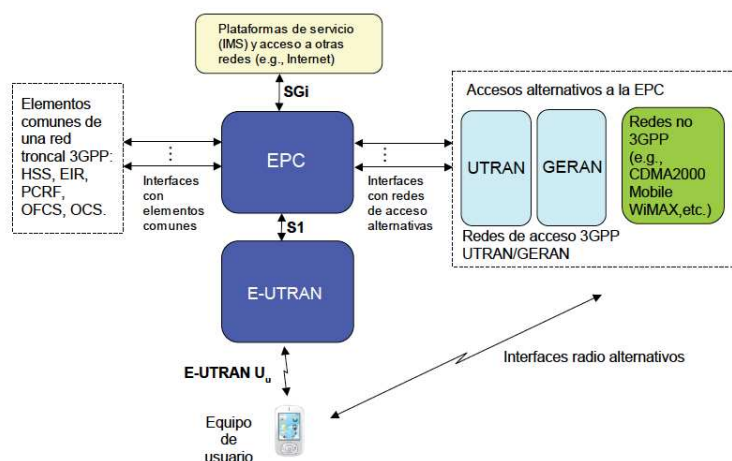 Plataformas de servicio
(IMS) y acceso a otras
redes (e.g., Internet)
SGi
Elementos
comunes de
una red
troncal 3GPP:
HSS, EIR,
PCRF,
OFCS, OCS.
Interfaces
con
elementos
comunes
EPC
Interfaces
con redes
de acceso
alternativas
Accesos alternativos a la EPC
UTRAN
GERAN
Redes no
3GPP
(e.g.,
CDMA2000
Mobile
WiMAX,etc.)
Redes de acceso 3GPP
UTRAN/GERAN
S1
E-UTRAN
E-UTRAN Uu
Interfaces radio alternativos
Equipo
de
usuario